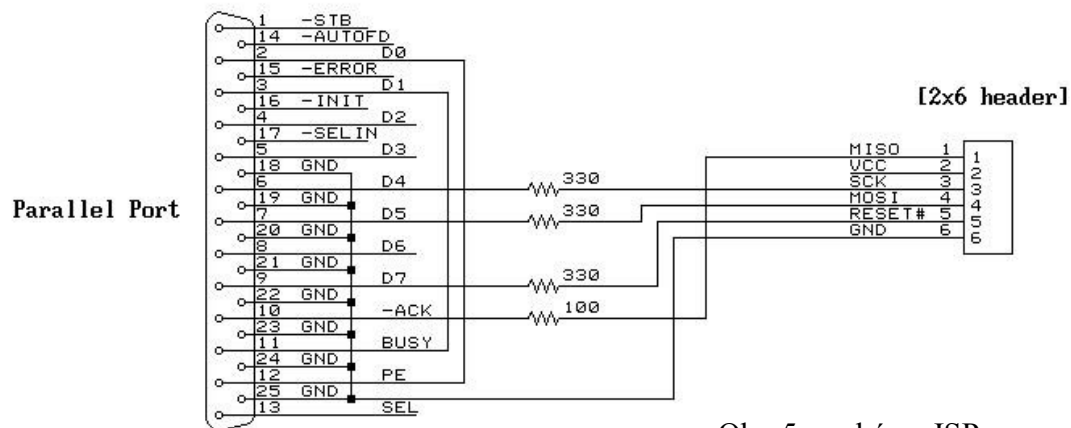 1 -STB
14 -AUTOFD
2 D0
15 -ERROR
3 D1
16 -INIT
4 D2
17 -SELIN
5 D3
18 GND
6 D4
19 GND
7 D5
20 GND
8 D6
21 GND
9 D7
22 GND
10 -ACK
23 GND
11 BUSY
24 GND
12 PE
25 GND
13 SEL
Parallel Port
330
330
330
100
[2x6 header]
MISO 1 1
VCC 2 2
SCK 3 3
MOSI 4 4
RESET# 5 5
GND 6 6